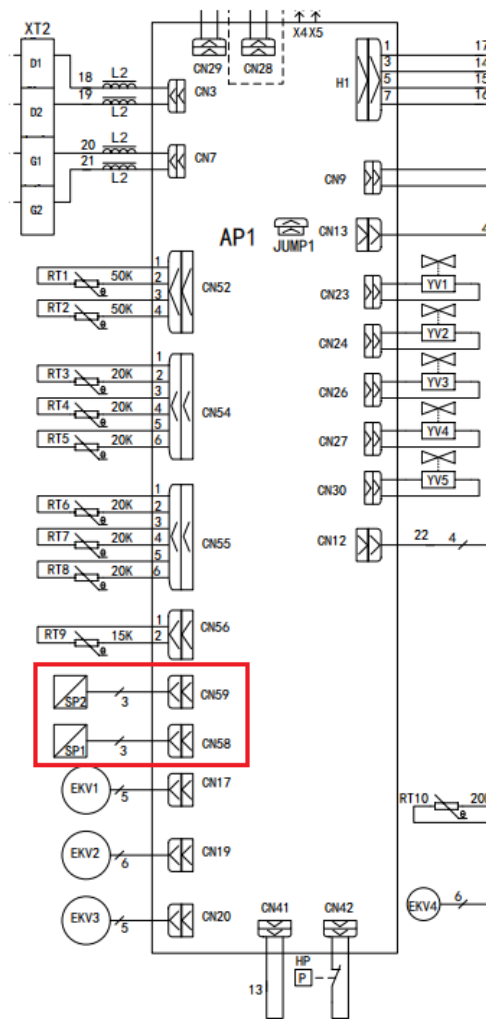 XT2
X4 X5
D1
18
L2
CN29
CN28
1
17
3
14
CN3
H1
5
15
D2
19
L2
7
16
G1
20
L2
CN7
21
L2
G2
CN9
AP1
JUMP1
CN13
4
RT1
50K
1
2
CN52
CN23
YV1
RT2
50K
3
4
CN24
YV2
RT3
20K
1
2
3
CN26
YV3
RT4
20K
4
CN54
RT5
20K
5
6
CN27
YV4
CN30
YV5
RT6
20K
1
2
3
RT7
20K
4
CN55
CN12
22
4
RT8
20K
5
6
RT9
15K
1
2
CN56
SP2
3
CN59
SP1
3
CN58
EKV1
5
CN17
RT10
EKV2
6
CN19
EKV3
5
CN20
CN41
CN42
EKV4
6
HP
P
13